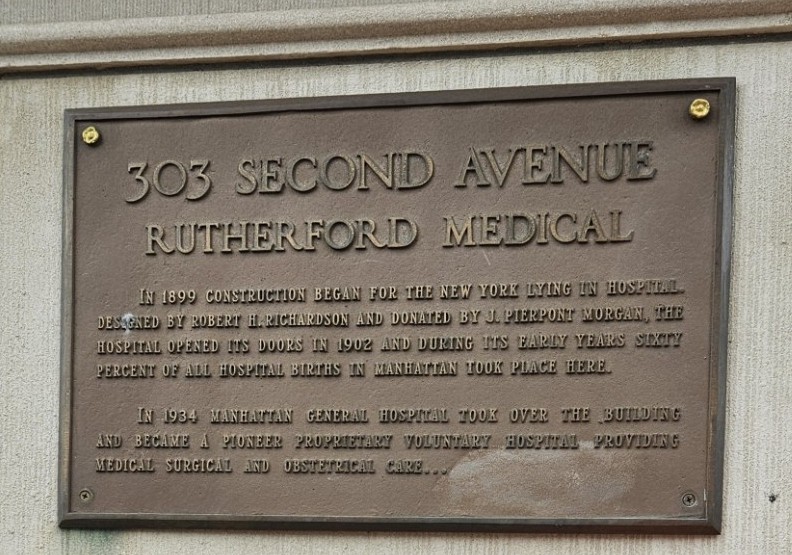 303 SECOND AVENUE
RUTHERFORD MEDICAL
IN 1899 CONSTRUCTION BEGAN FOR THE NEW YORK LYING IN HOSPITAL.
DESIGNED BY ROBERT H. RICHARDSON AND DONATED BY J. PIERPONT MORGAN, THE
HOSPITAL OPENED ITS DOORS IN 1902 AND DURING ITS EARLY YEARS SIXTY
PERCENT OF ALL HOSPITAL BIRTHS IN MANHATTAN TOOK PLACE HERE.
IN 1934 MANHATTAN GENERAL HOSPITAL TOOK OVER THE BUILDING
AND BECAME A PIONEER PROPRIETARY VOLUNTARY HOSPITAL PROVIDING
MEDICAL SURGICAL AND OBSTETRICAL CARE...